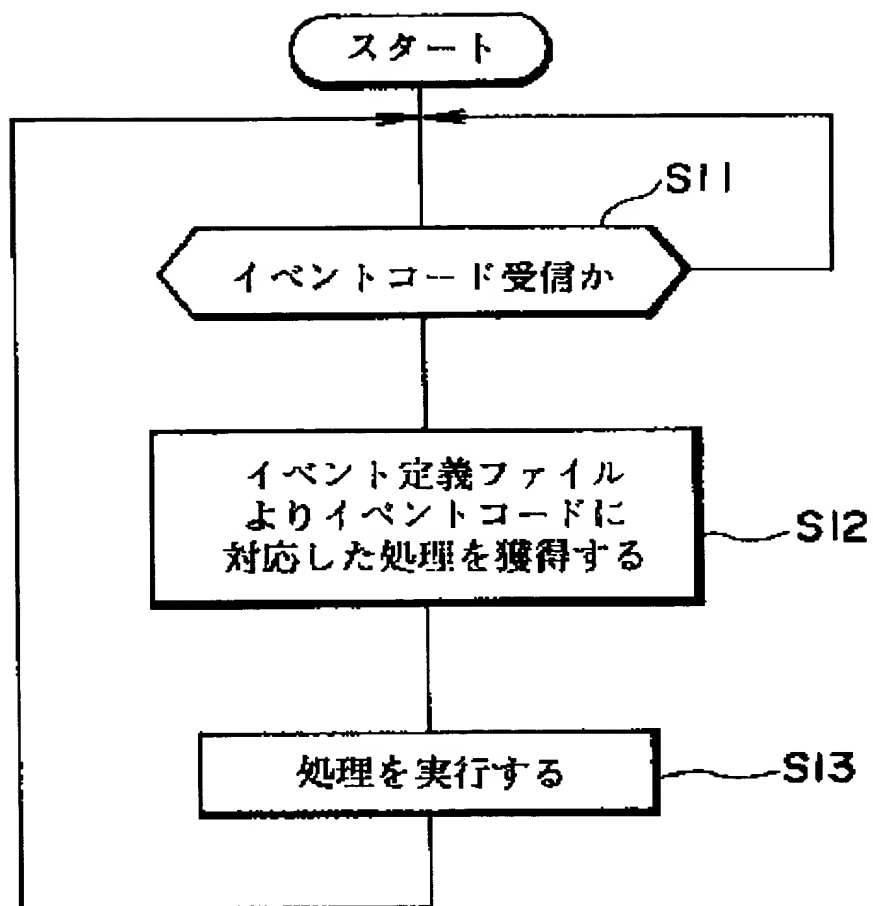 スタート
S11
イベントコード受信か
イベント定義ファイル
よりイベントコードに
対応した処理を獲得する
S12
処理を実行する
S13